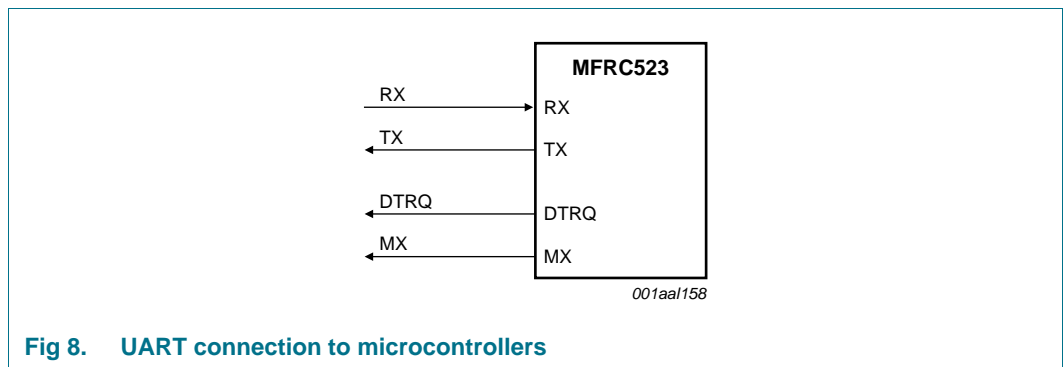 MFRC523
RX
RX
TX
TX
DTRQ
DTRQ
MX
MX
001aal158
Fig 8. UART connection to microcontrollers